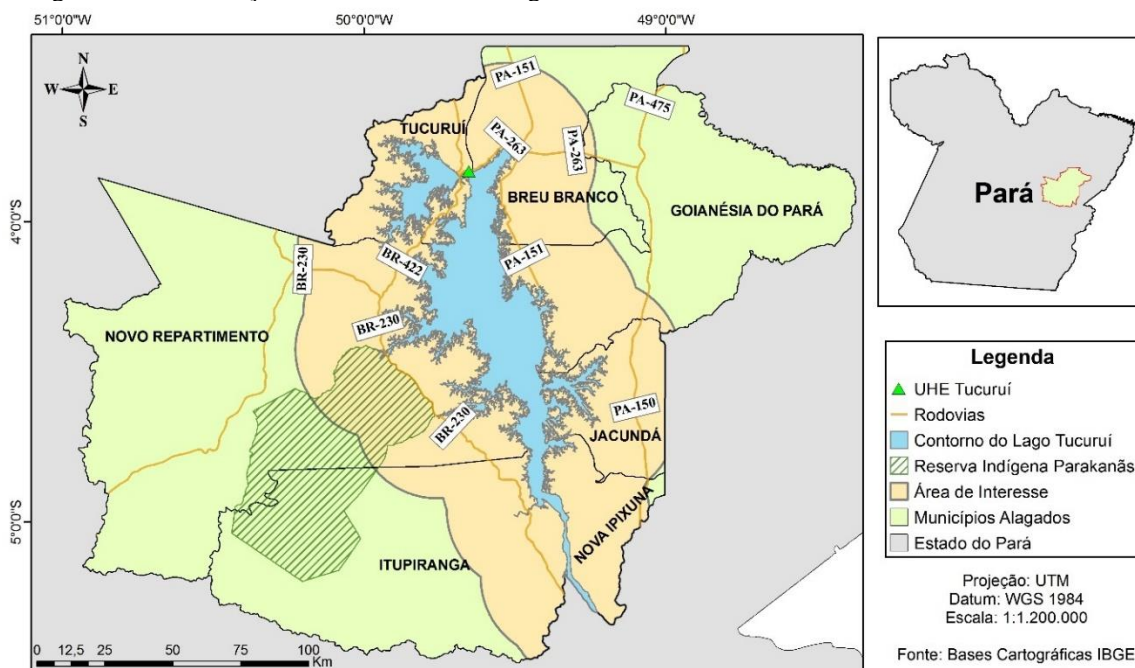 51°0'0"W
50°0'0"W
49°0'0"W
N
W
E
S
4°0'0"S
5°0'0"S
PA-151
PA-475
TUCURUÍ
PA-263
PA-263
BREU BRANCO
GOIANÉSIA DO PARÁ
BR-230
BR-422
PA-151
NOVO REPARTIMENTO
BR-230
PA-150
BR-230
JACUNDÁ
NOVA IPIXUNA
ITUPIRANGA
0 12,5 25 50 75 100
Km
Pará
Legenda
UHE Tucuruí
Rodovias
Contorno do Lago Tucuruí
Reserva Indígena Parakanãs
Área de Interesse
Municípios Alagados
Estado do Pará
Projeção: UTM
Datum: WGS 1984
Escala: 1:1.200.000
Fonte: Bases Cartográficas IBGE